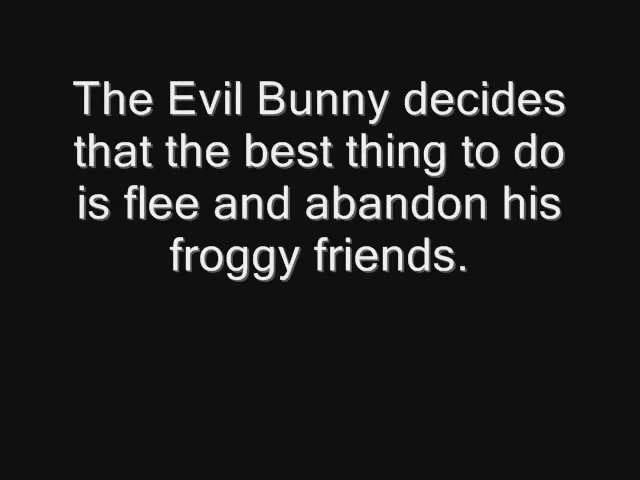 The Evil Bunny decides
that the best thing to do
is flee and abandon his
froggy friends.